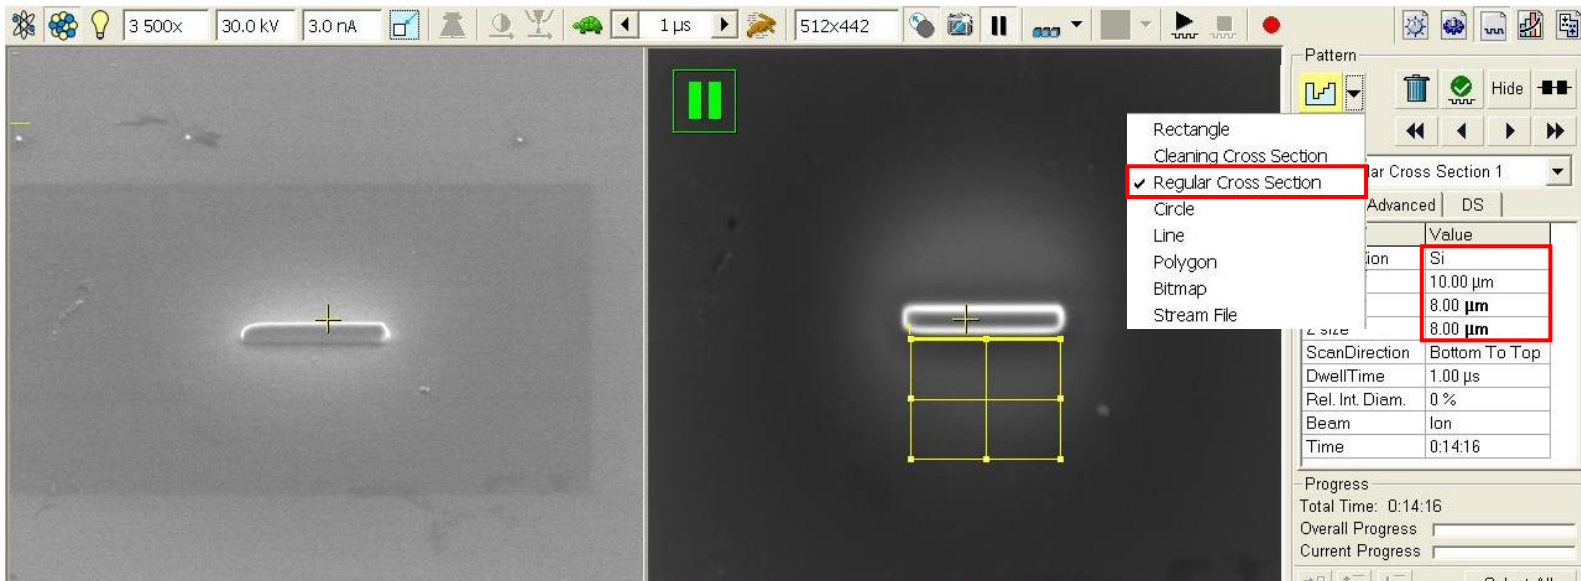 3 500x 30.0 kV 3.0 nA 1 µs 512x442
Pattern
Hide
Rectangle
Cleaning Cross Section
Regular Cross Section
Circle
Line
Polygon
Bitmap
Stream File
Cross Section 1
Advanced DS
Value
Si
10.00 µm
8.00 µm
size 8.00 µm
ScanDirection Bottom To Top
DwellTime 1.00 µs
Rel. Int. Diam. 0 %
Beam Ion
Time 0:14:16
Progress
Total Time: 0:14:16
Overall Progress
Current Progress
Select All